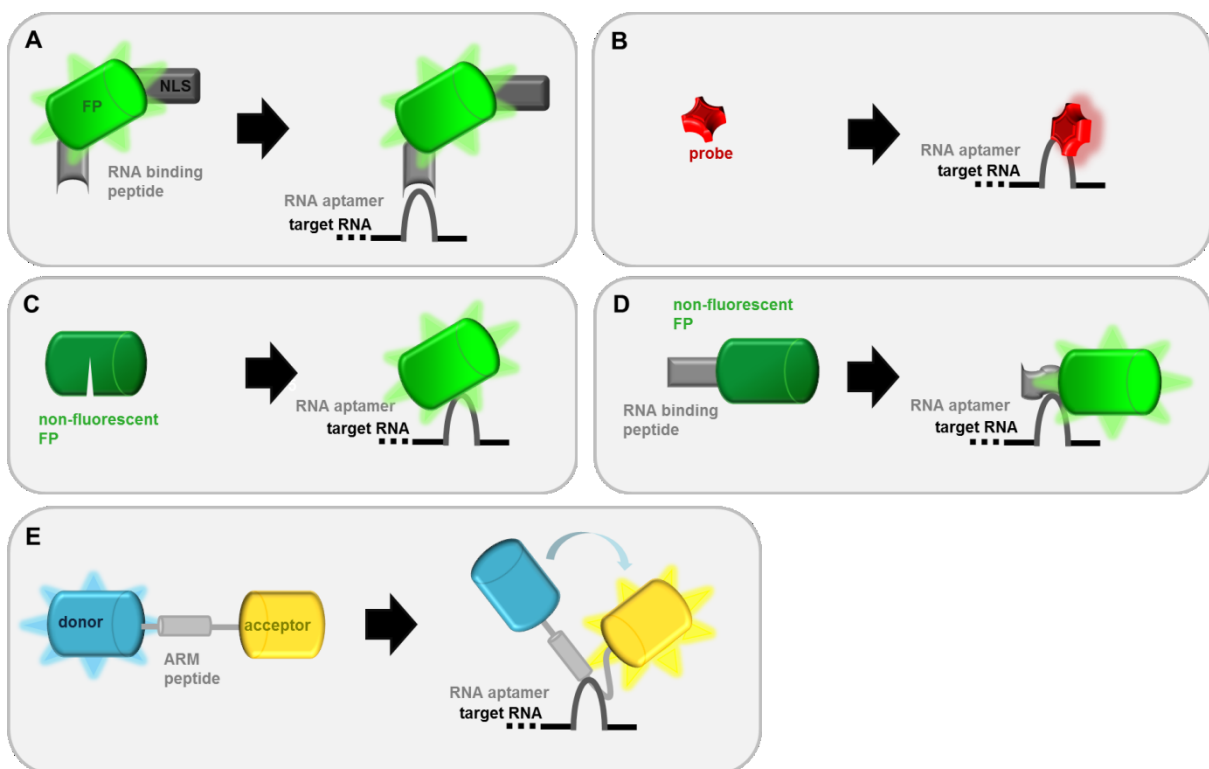 A
FP
NLS
RNA binding
peptide
RNA aptamer
target RNA
B
probe
RNA aptamer
target RNA
C
non-fluorescent
FP
RNA aptamer
target RNA
D
non-fluorescent
FP
RNA binding
peptide
RNA aptamer
target RNA
E
donor
acceptor
ARM
peptide
RNA aptamer
target RNA